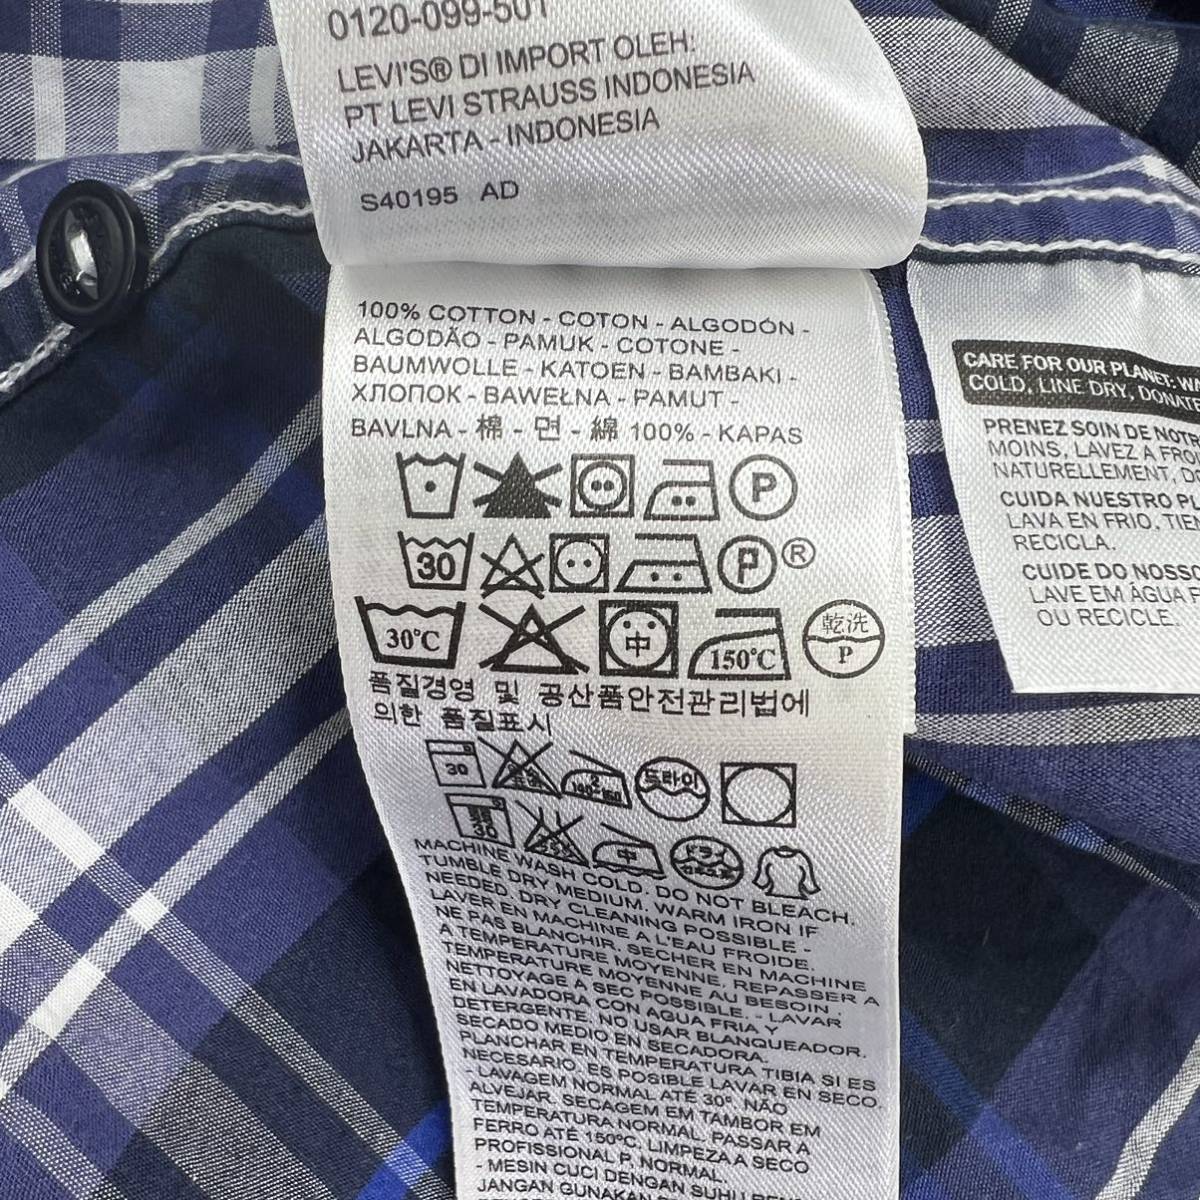 0120-099-501
LEVI'S® DI IMPORT OLEH:
PT LEVI STRAUSS INDONESIA
JAKARTA - INDONESIA
S40195 AD
100% COTTON - COTON - ALGODÓN -
ALGODÃO - PAMUK - COTONE -
BAUMWOLLE - KATOEN - BAMBAKI -
ХЛОПОК - BAWEŁNA - PAMUT -
BAVLNA - 棉 - 면 - 綿 100% - KAPAS
P
30 P ®
30℃ 中 150℃ 乾洗 P
품질경영 및 공산품안전관리법에
의한 품질표시
30 2 드라이
30 中 ドライ
MACHINE WASH COLD. DO NOT BLEACH.
TUMBLE DRY MEDIUM. WARM IRON IF
NEEDED. DRY CLEANING POSSIBLE -
LAVER EN MACHINE A L'EAU FROIDE.
NE PAS BLANCHIR. SECHER EN MACHINE
A TEMPERATURE MOYENNE. REPASSER A
TEMPERATURE MOYENNE AU BESOIN.
NETTOYAGE A SEC POSSIBLE. - LAVAR
EN LAVADORA CON AGUA FRIA Y
DETERGENTE. NO USAR BLANQUEADOR.
SECADO MEDIO EN SECADORA.
PLANCHAR EN TEMPERATURA TIBIA SI ES
NECESARIO. ES POSIBLE LAVAR EN SECO.
- LAVAGEM NORMAL ATÉ 30º. NÃO
ALVEJAR. SECAGEM EM TAMBOR EM
TEMPERATURA NORMAL. PASSAR A
FERRO ATÉ 150ºC. LIMPEZA A SECO
PROFISSIONAL P, NORMAL.
- MESIN CUCI DENGAN SUHU
JANGAN GUNAKAN
CARE FOR OUR PLANET:
COLD, LINE DRY,
PRENEZ SOIN DE
MOINS, LAVEZ A
NATURELLEMENT,
CUIDA NUESTRO
LAVA EN FRIO.
RECICLA.
CUIDE DO
LAVE EM ÁGUA
OU RECICLE.